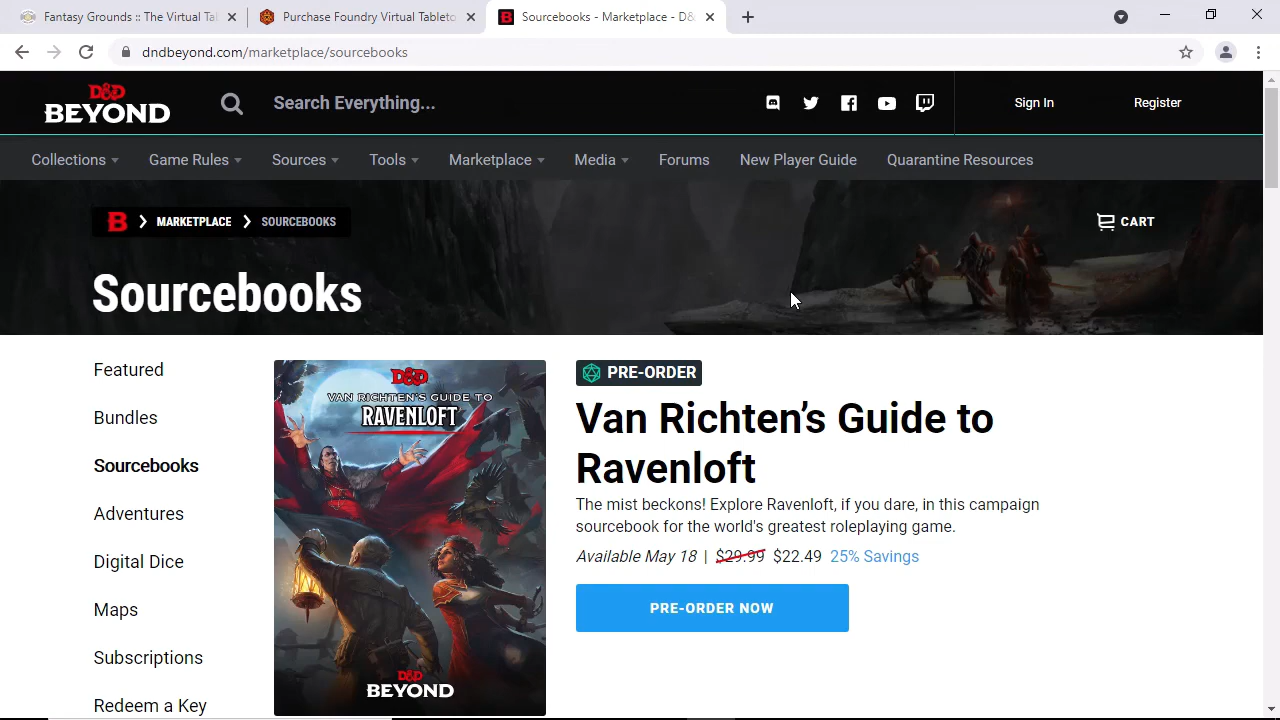 Fantasy Grounds :: The Virtual Tal
Purchase Foundry Virtual Tableto
Sourcebooks - Marketplace - D&
dndbeyond.com/marketplace/sourcebooks
D&D
BEYOND
Search Everything...
Sign In
Register
Collections
Game Rules
Sources
Tools
Marketplace
Media
Forums
New Player Guide
Quarantine Resources
B
MARKETPLACE
SOURCEBOOKS
CART
Sourcebooks
Featured
Bundles
Sourcebooks
Adventures
Digital Dice
Maps
Subscriptions
Redeem a Key
D&D
VAN RICHTEN'S GUIDE TO
RAVENLOFT
D&D
BEYOND
PRE-ORDER
Van Richten’s Guide to
Ravenloft
The mist beckons! Explore Ravenloft, if you dare, in this campaign
sourcebook for the world's greatest roleplaying game.
Available May 18 | $29.99 $22.49 25% Savings
PRE-ORDER NOW